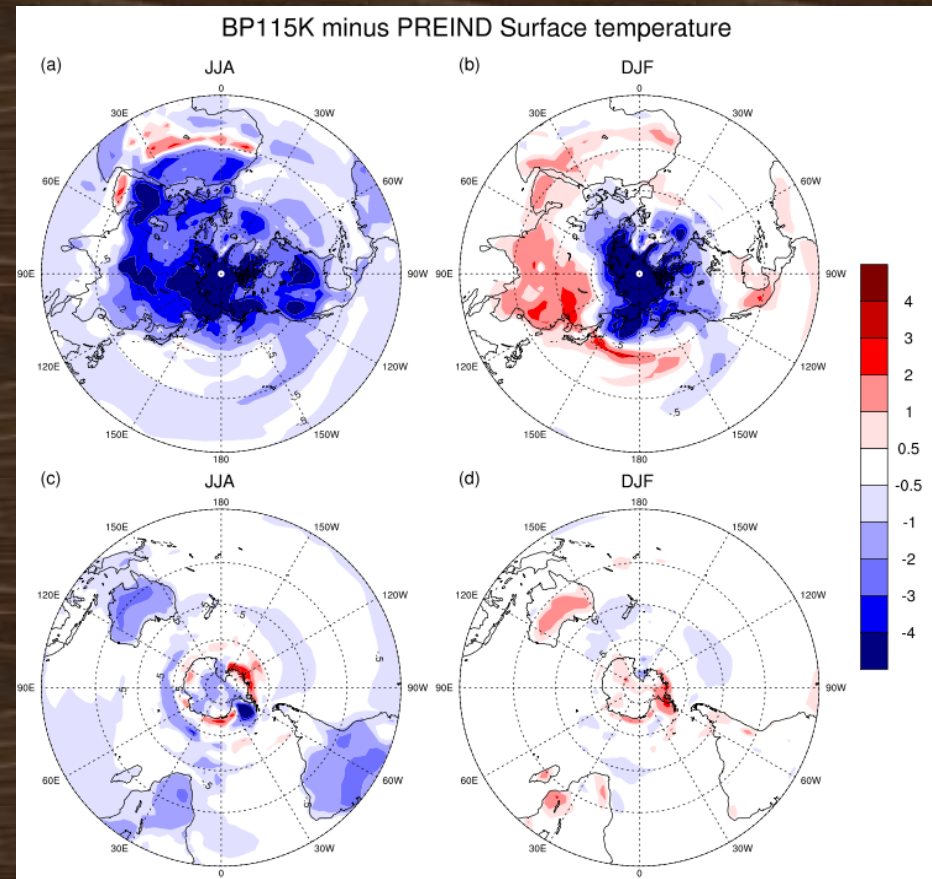 BP115K minus PREIND Surface temperature
(a)
JJA
(b)
DJF
0
30E
30W
60E
60W
90E
90W
120E
120W
150E
150W
180
0
30E
30W
60E
60W
90E
90W
120E
120W
150E
150W
180
4
3
2
1
0.5
-0.5
-1
-2
-3
-4
(c)
JJA
(d)
DJF
180
150E
150W
120E
120W
90E
90W
60E
60W
30E
30W
0
180
150E
150W
120E
120W
90E
90W
60E
60W
30E
30W
0